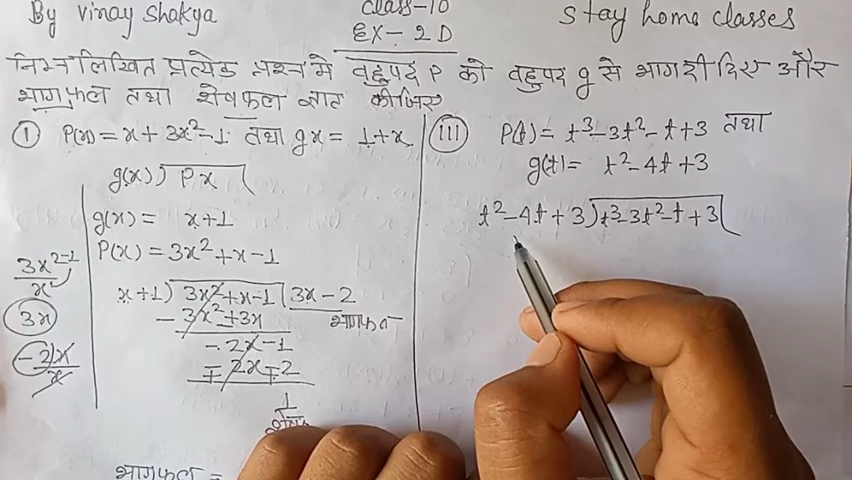 By Vinay Shakya
Class-10
Stay home classes
EX-2D
निम्नलिखित प्रत्येक प्रश्न मे बहुपद P को बहुपद g से भाग दीजिए और
भागफल तथा शेषफल ज्ञात कीजिए
① P(x) = x + 3x²-1 तथा gx = 1+x
g(x)) Px (
g(x) = x+1
P(x) = 3x²+x-1
3x²⁻¹/x
3x
-2x/x
x+1) 3x²+x-1 (3x-2
- 3x²+3x
भागफल
-2x-1
∓2x∓2
1
भागफल =
III P(t) = t³-3t²-t+3 तथा
g(t) = t²-4t+3
t²-4t+3) t³-3t²-t+3 (